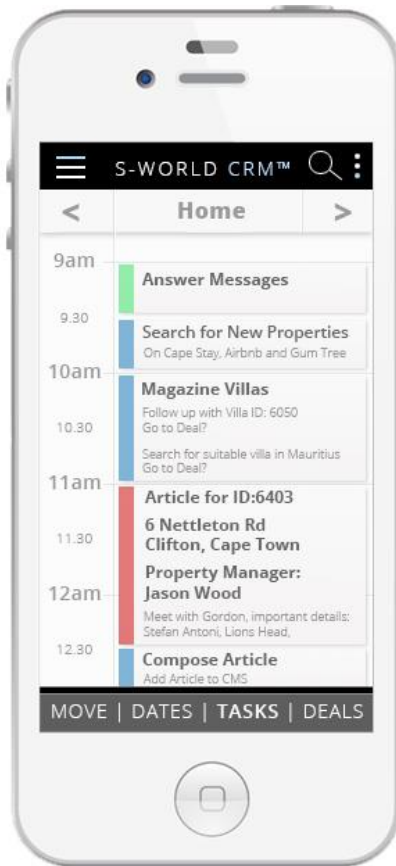 S-WORLD CRM™
< Home >
9am
Answer Messages
9.30
Search for New Properties
On Cape Stay, Airbnb and Gum Tree
10am
Magazine Villas
Follow up with Villa ID: 6050
10.30
Go to Deal?
Search for suitable villa in Mauritius
Go to Deal?
11am
Article for ID:6403
6 Nettleton Rd
11.30
Clifton, Cape Town
Property Manager:
12am
Jason Wood
Meet with Gordon, important details:
Stefan Antoni, Lions Head,
12.30
Compose Article
Add Article to CMS
MOVE | DATES | TASKS | DEALS